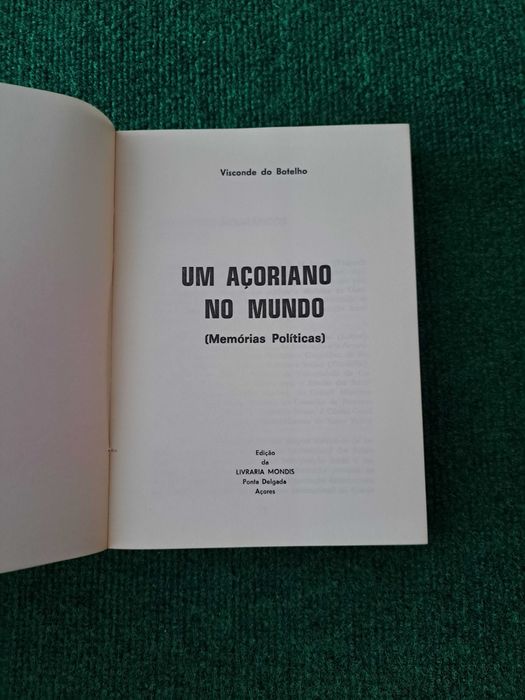 Visconde do Botelho
UM AÇORIANO
NO MUNDO
(Memórias Políticas)
Edição
da
LIVRARIA MONDIS
Ponta Delgada
Açores